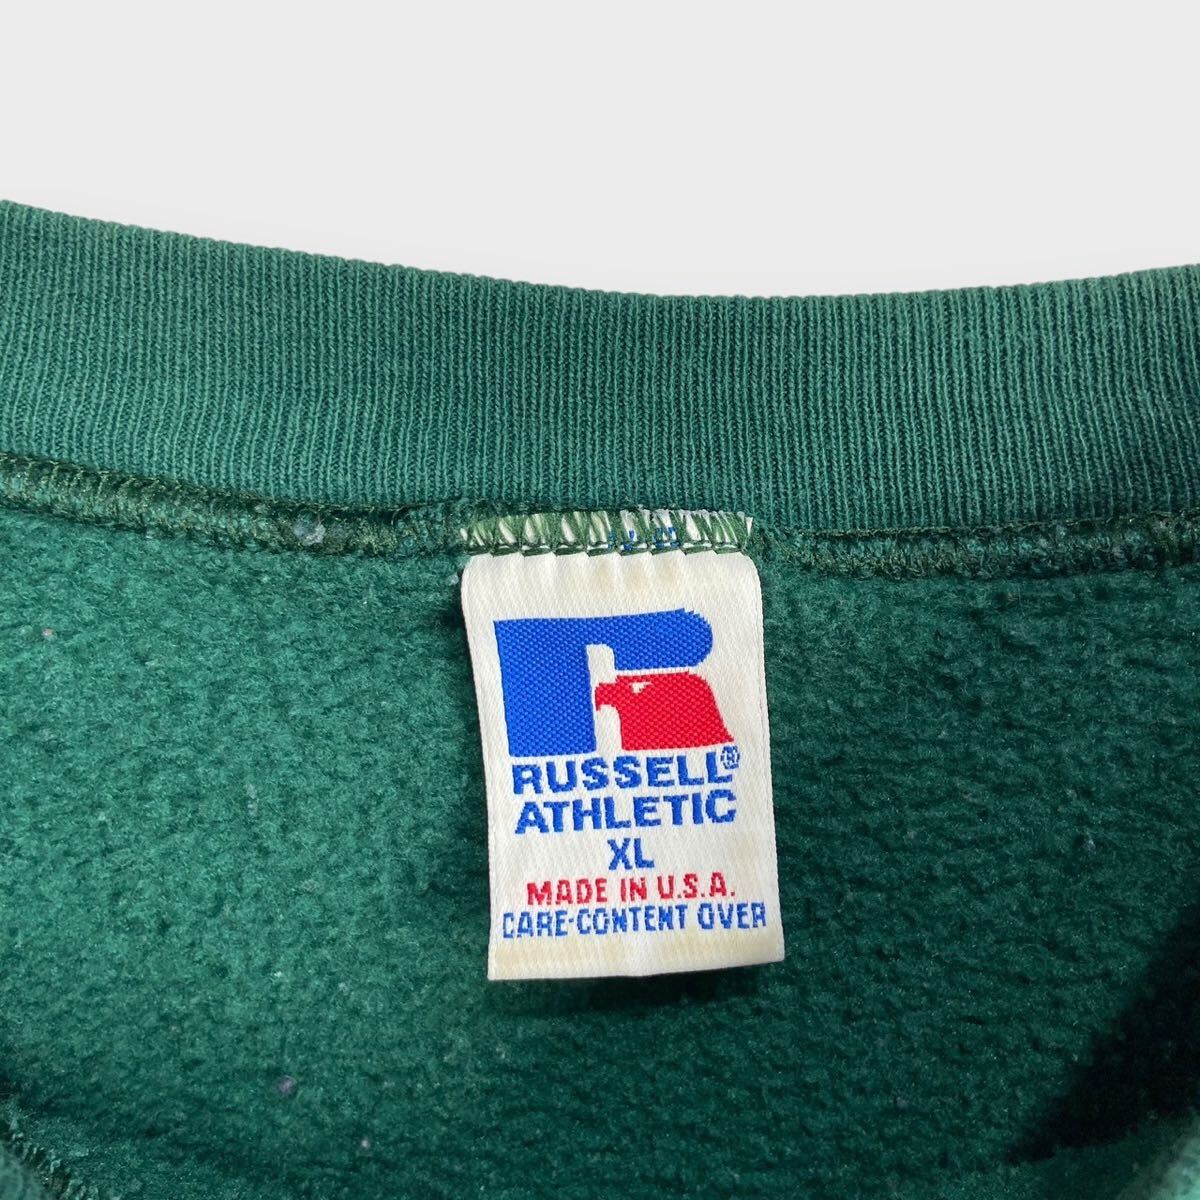 R
RUSSELL®
ATHLETIC
XL
MADE IN U.S.A.
CARE-CONTENT OVER